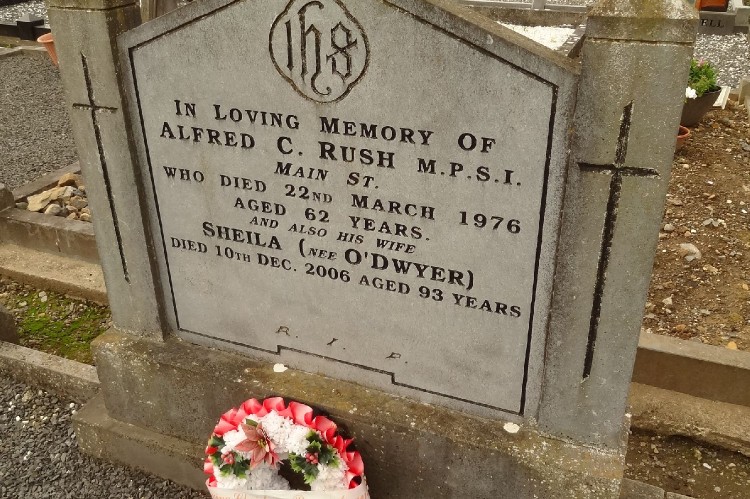 IHS
IN LOVING MEMORY OF
ALFRED C. RUSH M.P.S.I.
MAIN ST.
WHO DIED 22ND MARCH 1976
AGED 62 YEARS.
AND ALSO HIS WIFE
SHEILA (NEE O'DWYER)
DIED 10TH DEC. 2006 AGED 93 YEARS
R. I. P.